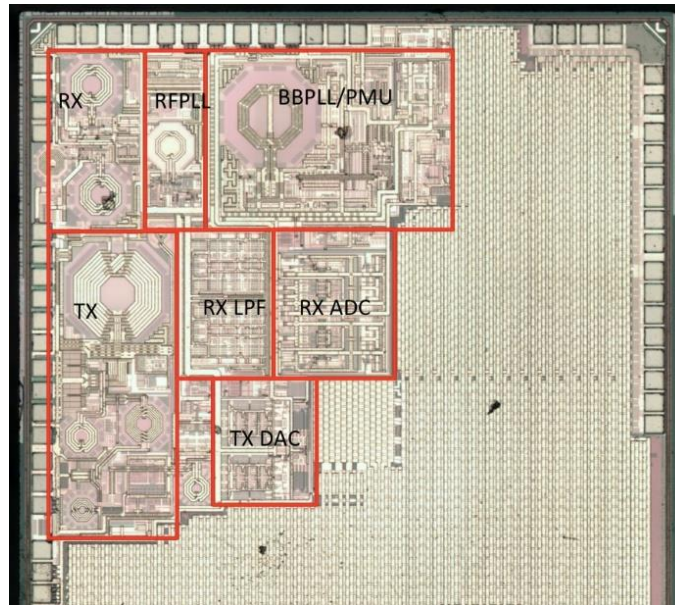 RX
RFPLL
BBPLL/PMU
TX
RX LPF
RX ADC
TX DAC